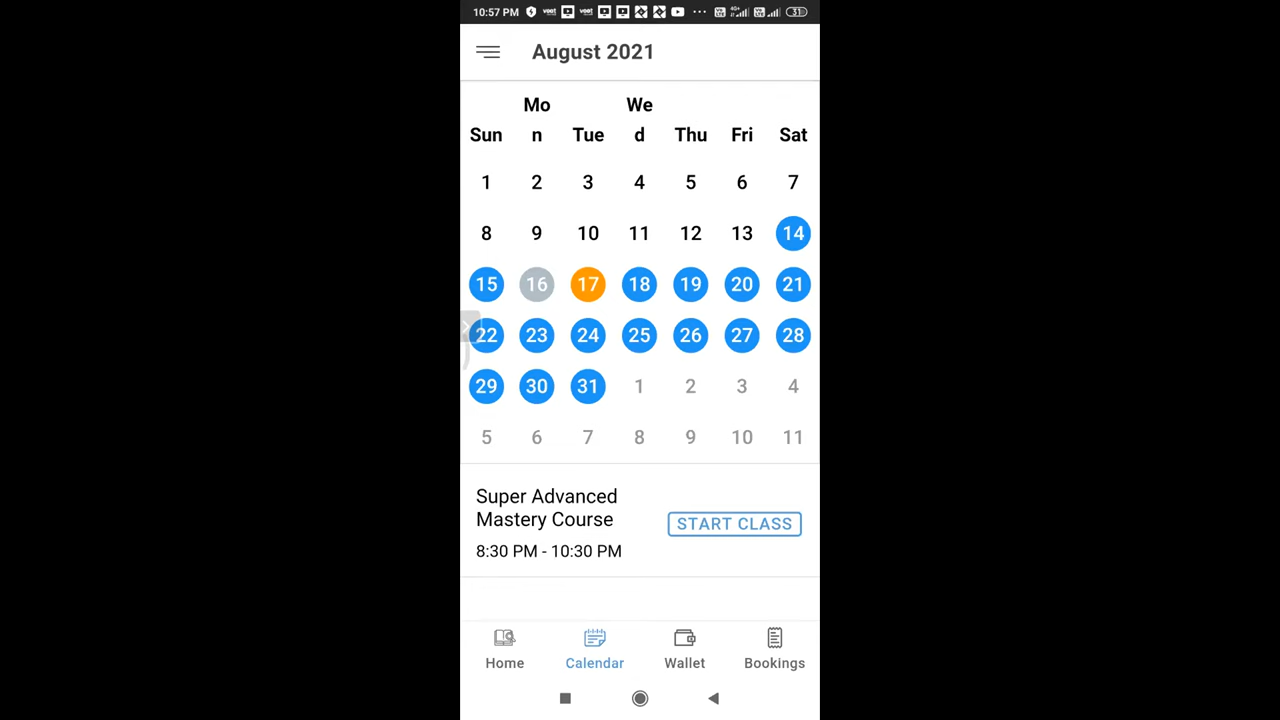 10:57 PM
4G+
31
August 2021
Sun Mo
n Tue We
d Thu Fri Sat
1 2 3 4 5 6 7
8 9 10 11 12 13 14
15 16 17 18 19 20 21
22 23 24 25 26 27 28
29 30 31 1 2 3 4
5 6 7 8 9 10 11
Super Advanced
Mastery Course
START CLASS
8:30 PM - 10:30 PM
Home Calendar Wallet Bookings